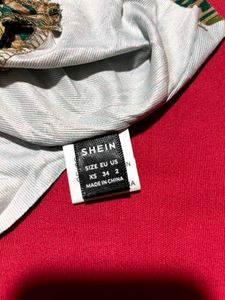 SHEIN
SIZE EU US
XS 34 2
MADE IN CHINA